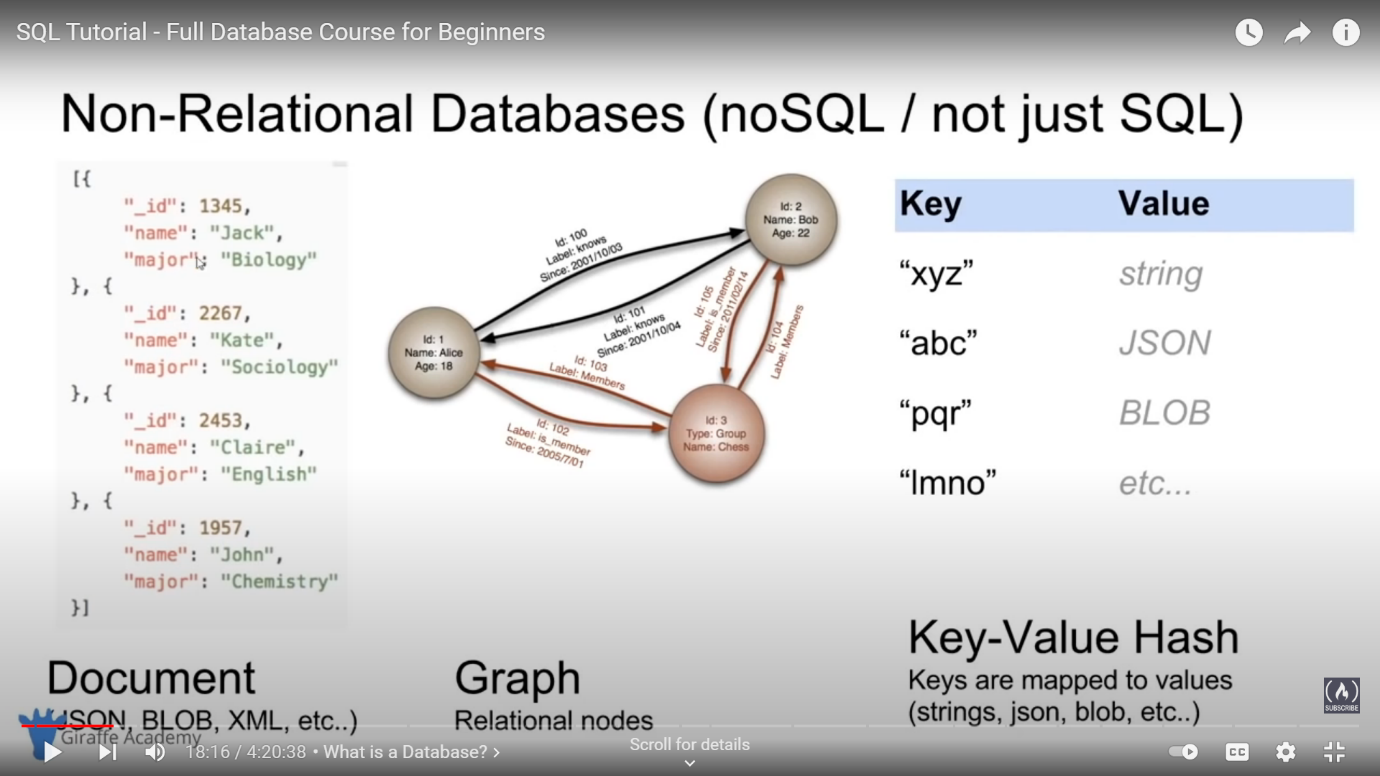 SQL Tutorial - Full Database Course for Beginners
Non-Relational Databases (noSQL / not just SQL)
[{
"_id": 1345,
"name": "Jack",
"major": "Biology"
}, {
"_id": 2267,
"name": "Kate",
"major": "Sociology"
}, {
"_id": 2453,
"name": "Claire",
"major": "English"
}, {
"_id": 1957,
"name": "John",
"major": "Chemistry"
}]
Document
(JSON, BLOB, XML, etc..)
Id: 1
Name: Alice
Age: 18
Id: 100
Label: knows
Since: 2001/10/03
Id: 2
Name: Bob
Age: 22
Id: 101
Label: knows
Since: 2001/10/04
Id: 105
Label: is_member
Since: 2011/02/14
Id: 104
Label: Members
Id: 103
Label: Members
Id: 102
Label: is_member
Since: 2005/7/01
Id: 3
Type: Group
Name: Chess
Graph
Relational nodes
Key Value
“xyz” string
“abc” JSON
“pqr” BLOB
“lmno” etc...
Key-Value Hash
Keys are mapped to values
(strings, json, blob, etc..)
SUBSCRIBE
Giraffe Academy
18:16 / 4:20:38 • What is a Database? ›
Scroll for details
CC